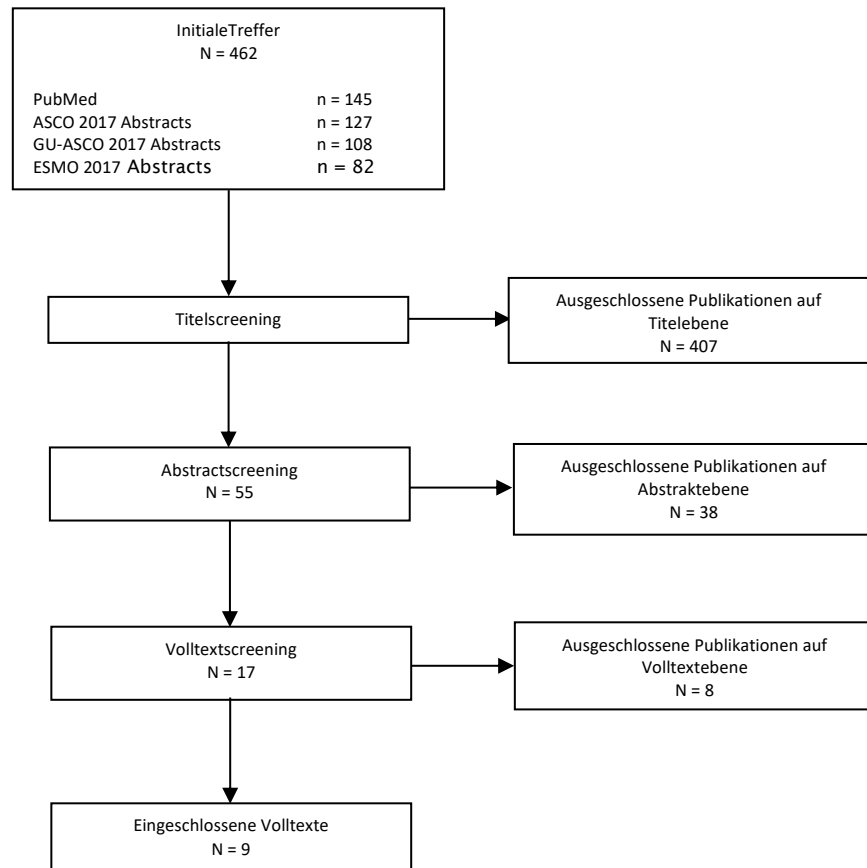 InitialeTreffer
N = 462
PubMed n = 145
ASCO 2017 Abstracts n = 127
GU-ASCO 2017 Abstracts n = 108
ESMO 2017 Abstracts n = 82
Titelscreening
Ausgeschlossene Publikationen auf
Titelebene
N = 407
Abstractscreening
N = 55
Ausgeschlossene Publikationen auf
Abstraktebene
N = 38
Volltextscreening
N = 17
Ausgeschlossene Publikationen auf
Volltextebene
N = 8
Eingeschlossene Volltexte
N = 9